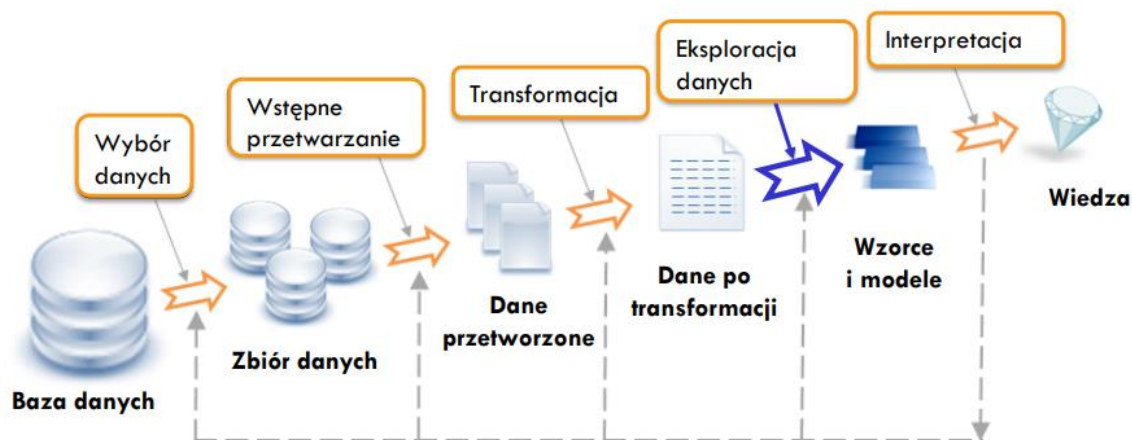 Wybór
danych
Wstępne
przetwarzanie
Transformacja
Eksploracja
danych
Interpretacja
Baza danych
Zbiór danych
Dane
przetworzone
Dane po
transformacji
Wzorce
i modele
Wiedza